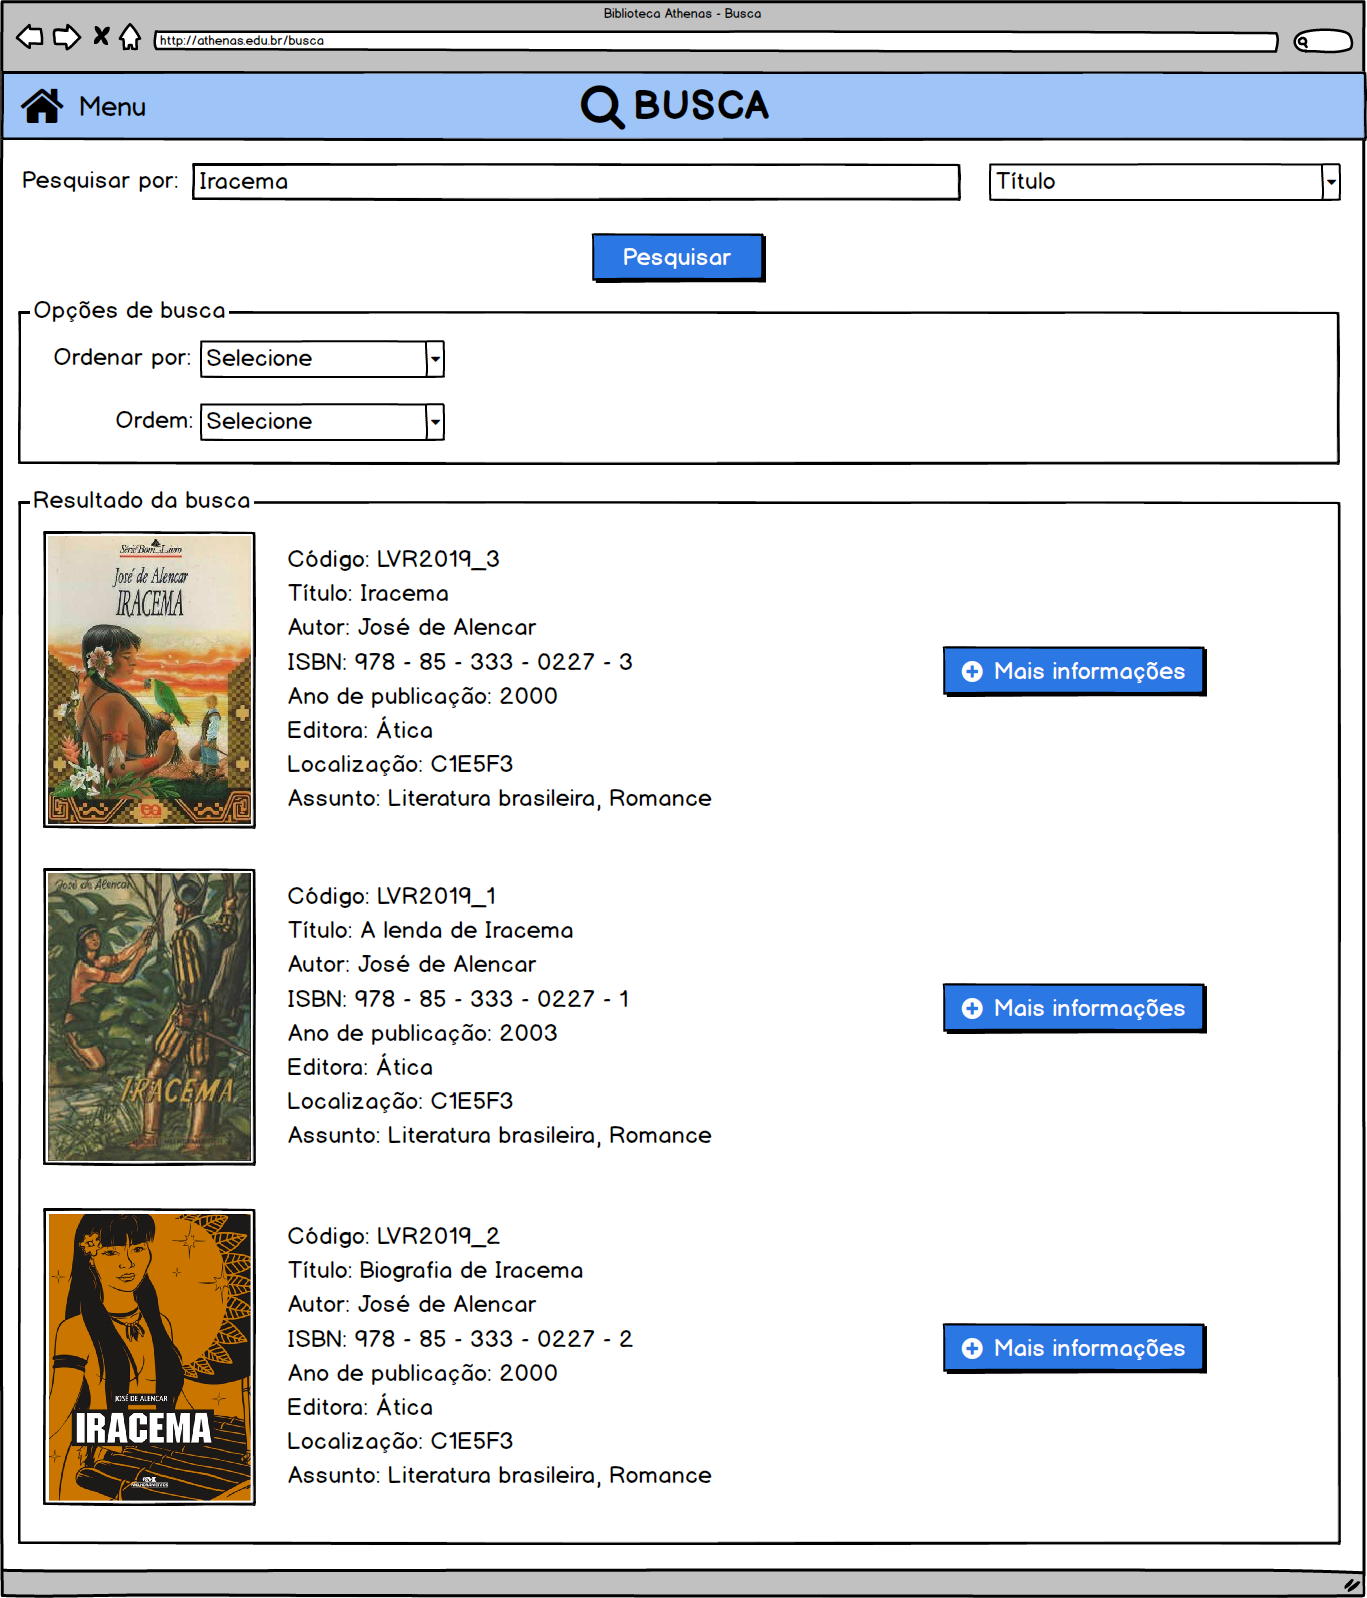 Biblioteca Athenas - Busca
http://athenas.edu.br/busca
Menu
BUSCA
Pesquisar por: Iracema Título
Pesquisar
Opções de busca
Ordenar por: Selecione
Ordem: Selecione
Resultado da busca
Série Bom Livro
José de Alencar
IRACEMA
Código: LVR2019_3
Título: Iracema
Autor: José de Alencar
ISBN: 978 - 85 - 333 - 0227 - 3
Ano de publicação: 2000
Editora: Ática
Localização: C1E5F3
Assunto: Literatura brasileira, Romance
Mais informações
José de Alencar
IRACEMA
Código: LVR2019_1
Título: A lenda de Iracema
Autor: José de Alencar
ISBN: 978 - 85 - 333 - 0227 - 1
Ano de publicação: 2003
Editora: Ática
Localização: C1E5F3
Assunto: Literatura brasileira, Romance
Mais informações
JOSÉ DE ALENCAR
IRACEMA
Código: LVR2019_2
Título: Biografia de Iracema
Autor: José de Alencar
ISBN: 978 - 85 - 333 - 0227 - 2
Ano de publicação: 2000
Editora: Ática
Localização: C1E5F3
Assunto: Literatura brasileira, Romance
Mais informações